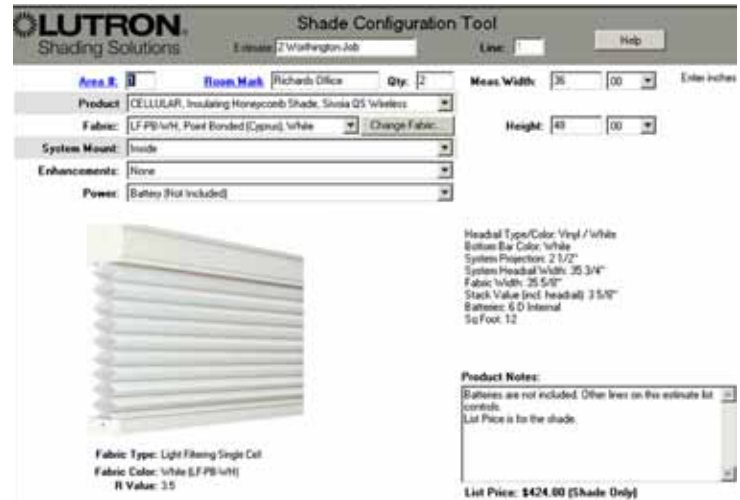 LUTRON
Shading Solutions
Shade Configuration Tool
Estimate: Z Worthington Job
Line: 1
Help
Area #:
Room Mark Richards Office
Qty: 2
Meas. Width: 36 00
Enter inches
Product CELLULAR, Insulating Honeycomb Shade, Sivoia QS Wireless
Fabric: LF-PB-WH, Point Bonded (Cyprus), White
Change Fabric...
Height: 48 00
System Mount: Inside
Enhancements: None
Power: Battery (Not Included)
Headrail Type/Color: Vinyl / White
Bottom Bar Color: White
System Projection: 2 1/2"
System Headrail Width: 35 3/4"
Fabric Width: 35 5/8"
Stack Value (incl. headrail): 3 5/8"
Batteries: 6 D Internal
Sq Foot: 12
Product Notes:
Batteries are not included. Other lines on this estimate list
controls.
List Price is for the shade.
Fabric Type: Light Filtering Single Cell
Fabric Color: White (LF-PB-WH)
R Value: 3.5
List Price: $424.00 (Shade Only)